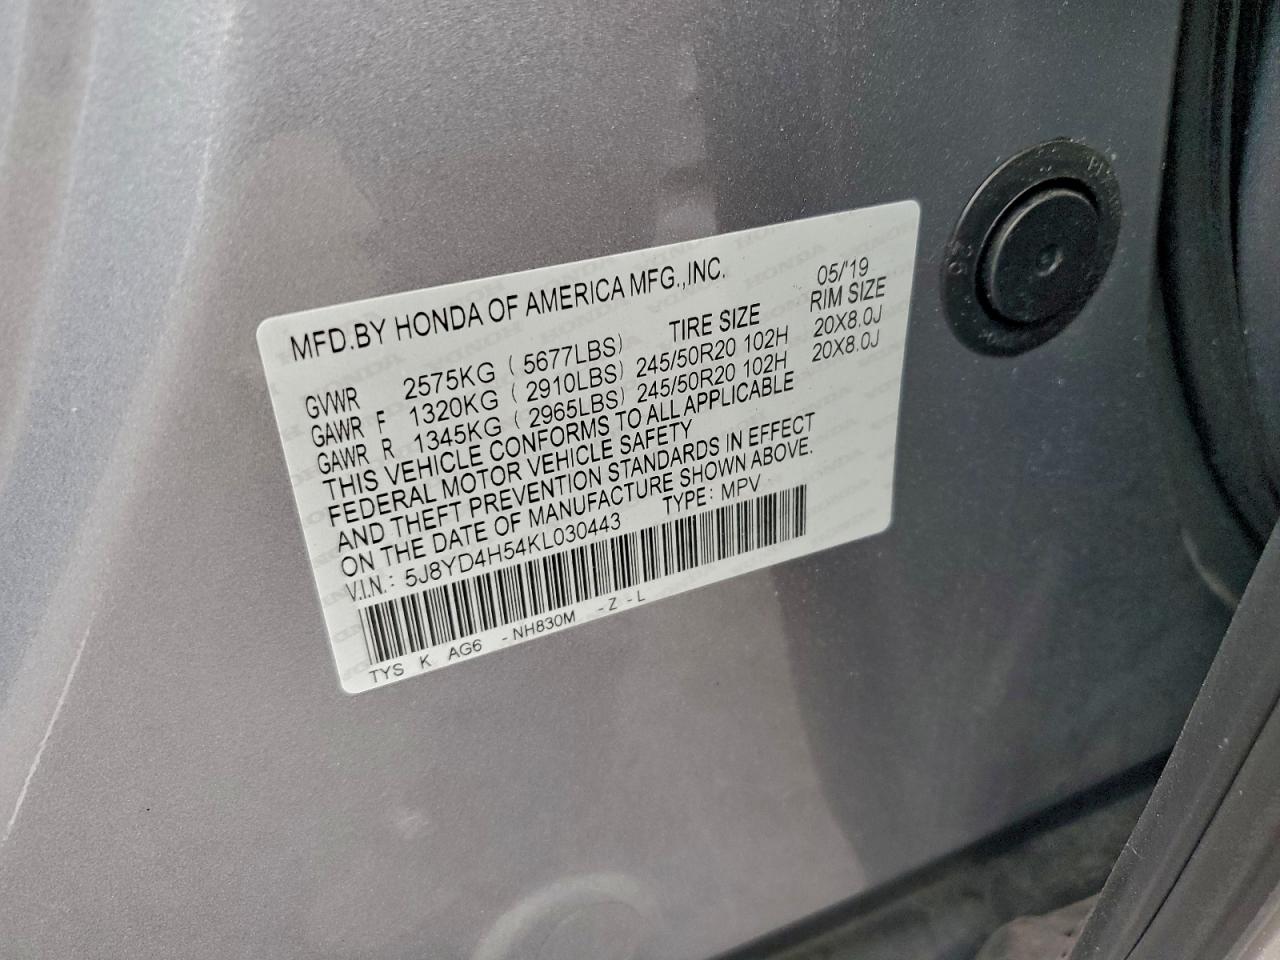 MFD.BY HONDA OF AMERICA MFG.,INC. 05/'19
TIRE SIZE RIM SIZE
GVWR 2575KG ( 5677LBS)
GAWR F 1320KG ( 2910LBS) 245/50R20 102H 20X8.0J
GAWR R 1345KG ( 2965LBS) 245/50R20 102H 20X8.0J
THIS VEHICLE CONFORMS TO ALL APPLICABLE
FEDERAL MOTOR VEHICLE SAFETY
AND THEFT PREVENTION STANDARDS IN EFFECT
ON THE DATE OF MANUFACTURE SHOWN ABOVE.
V.I.N.: 5J8YD4H54KL030443 TYPE: MPV
TYS K AG6 - NH830M - Z - L